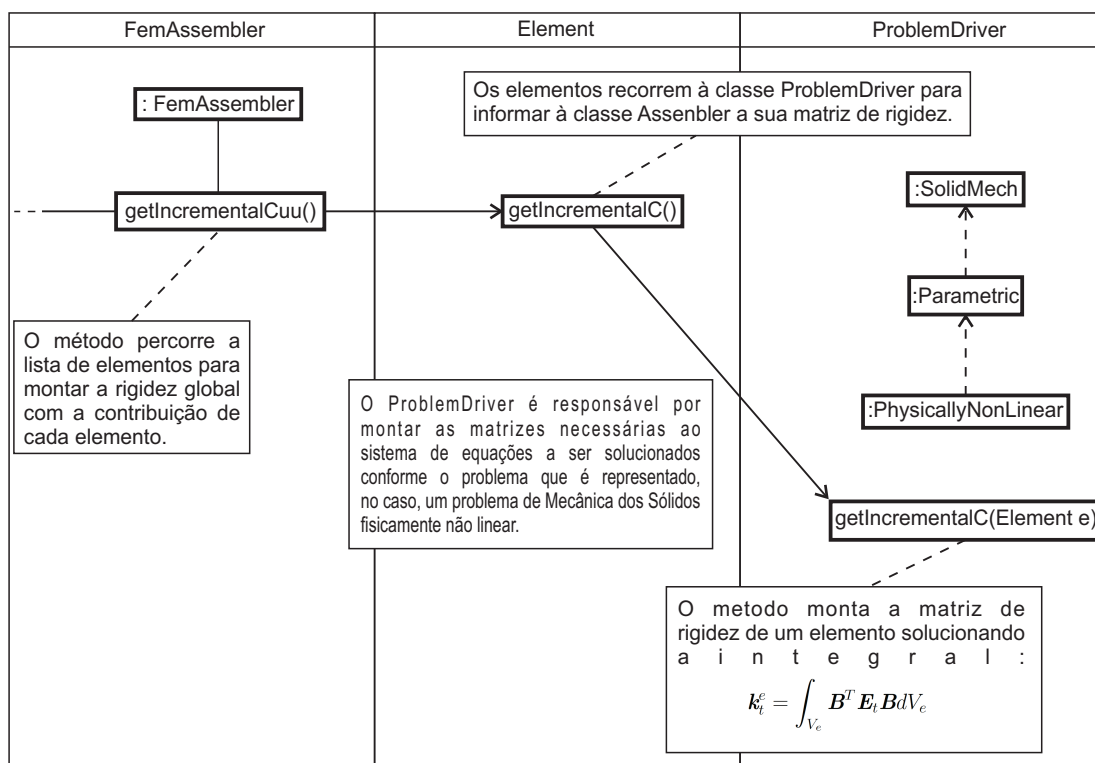 FemAssembler
Element
ProblemDriver
: FemAssembler
Os elementos recorrem à classe ProblemDriver para
informar à classe Assenbler a sua matriz de rigidez.
:SolidMech
getIncrementalCuu()
getIncrementalC()
:Parametric
O método percorre a
lista de elementos para
montar a rigidez global
com a contribuição de
cada elemento.
O ProblemDriver é responsável por
montar as matrizes necessárias ao
sistema de equações a ser solucionados
conforme o problema que é representado,
no caso, um problema de Mecânica dos Sólidos
fisicamente não linear.
:PhysicallyNonLinear
getIncrementalC(Element e)
O metodo monta a matriz de
rigidez de um elemento solucionando
a i n t e g r a l :
k_t^e = ∫_{V_e} B^T E_t B dV_e